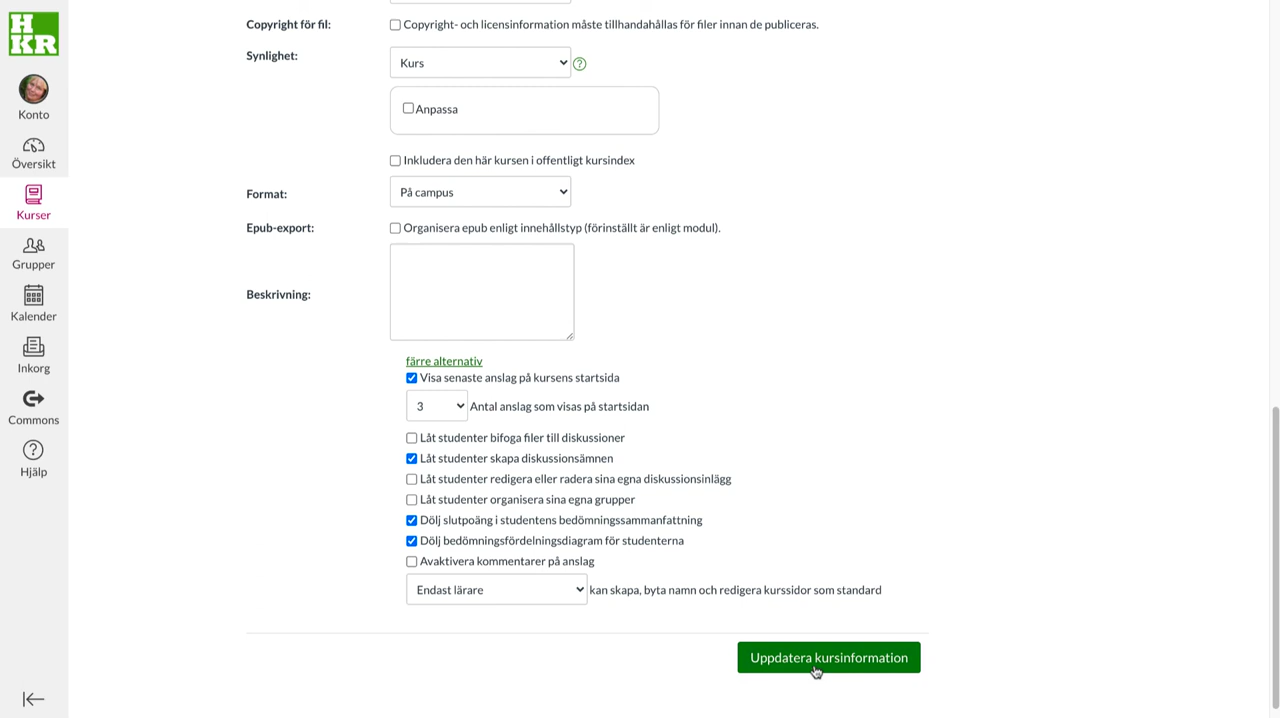 HKR
Konto
Översikt
Kurser
Grupper
Kalender
Inkorg
Commons
Hjälp
Copyright för fil:
Copyright- och licensinformation måste tillhandahållas för filer innan de publiceras.
Synlighet:
Kurs
?
Anpassa
Inkludera den här kursen i offentligt kursindex
Format:
På campus
Epub-export:
Organisera epub enligt innehållstyp (förinställt är enligt modul).
Beskrivning:
färre alternativ
Visa senaste anslag på kursens startsida
3 Antal anslag som visas på startsidan
Låt studenter bifoga filer till diskussioner
Låt studenter skapa diskussionsämnen
Låt studenter redigera eller radera sina egna diskussionsinlägg
Låt studenter organisera sina egna grupper
Dölj slutpoäng i studentens bedömningssammanfattning
Dölj bedömningsfördelningsdiagram för studenterna
Avaktivera kommentarer på anslag
Endast lärare kan skapa, byta namn och redigera kurssidor som standard
Uppdatera kursinformation